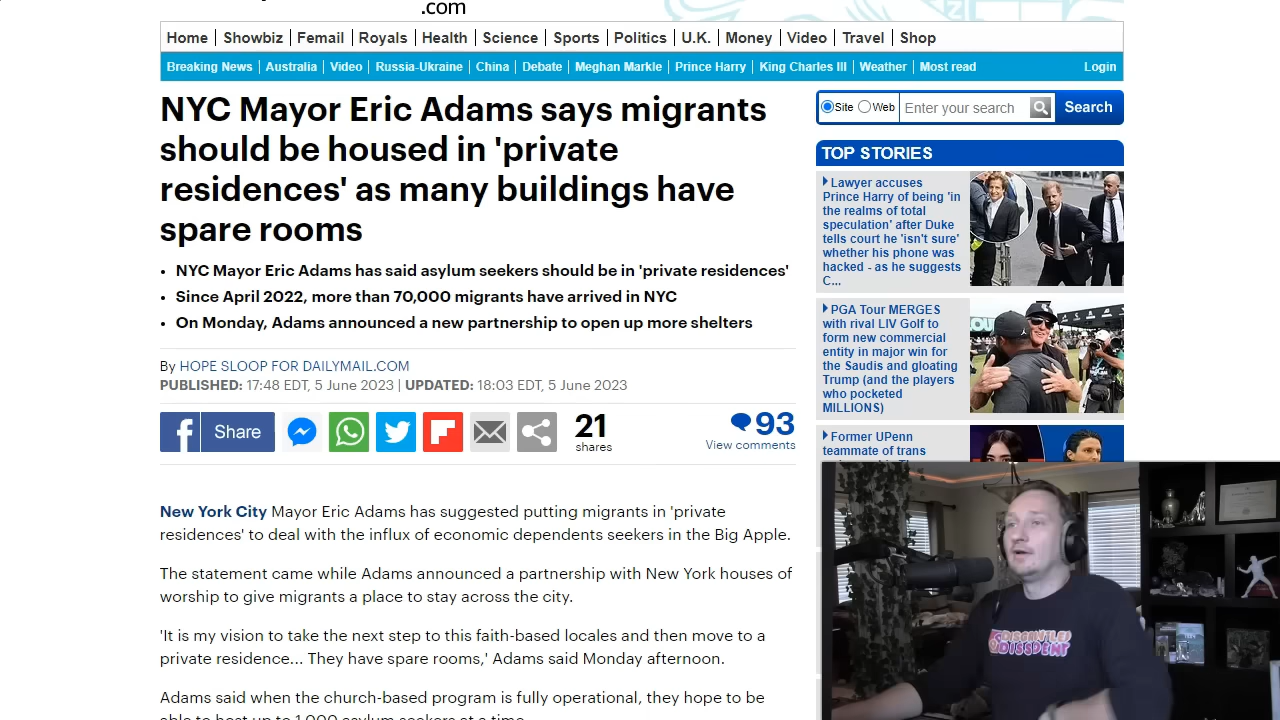 .com
Home Showbiz Femail Royals Health Science Sports Politics U.K. Money Video Travel Shop
Breaking News Australia Video Russia-Ukraine China Debate Meghan Markle Prince Harry King Charles III Weather Most read Login
NYC Mayor Eric Adams says migrants
should be housed in 'private
residences' as many buildings have
spare rooms
• NYC Mayor Eric Adams has said asylum seekers should be in 'private residences'
• Since April 2022, more than 70,000 migrants have arrived in NYC
• On Monday, Adams announced a new partnership to open up more shelters
By HOPE SLOOP FOR DAILYMAIL.COM
PUBLISHED: 17:48 EDT, 5 June 2023 | UPDATED: 18:03 EDT, 5 June 2023
Share
21
shares
93
View comments
New York City Mayor Eric Adams has suggested putting migrants in 'private
residences' to deal with the influx of economic dependents seekers in the Big Apple.
The statement came while Adams announced a partnership with New York houses of
worship to give migrants a place to stay across the city.
'It is my vision to take the next step to this faith-based locales and then move to a
private residence... They have spare rooms,' Adams said Monday afternoon.
Adams said when the church-based program is fully operational, they hope to be
able to host up to 1,000 asylum seekers at a time.
Site Web Enter your search Search
TOP STORIES
Lawyer accuses
Prince Harry of being 'in
the realms of total
speculation' after Duke
tells court he 'isn't sure'
whether his phone was
hacked - as he suggests
C...
PGA Tour MERGES
with rival LIV Golf to
form new commercial
entity in major win for
the Saudis and gloating
Trump (and the players
who pocketed
MILLIONS)
Former UPenn
teammate of trans
DISGRUNTLED
DISSIDENT